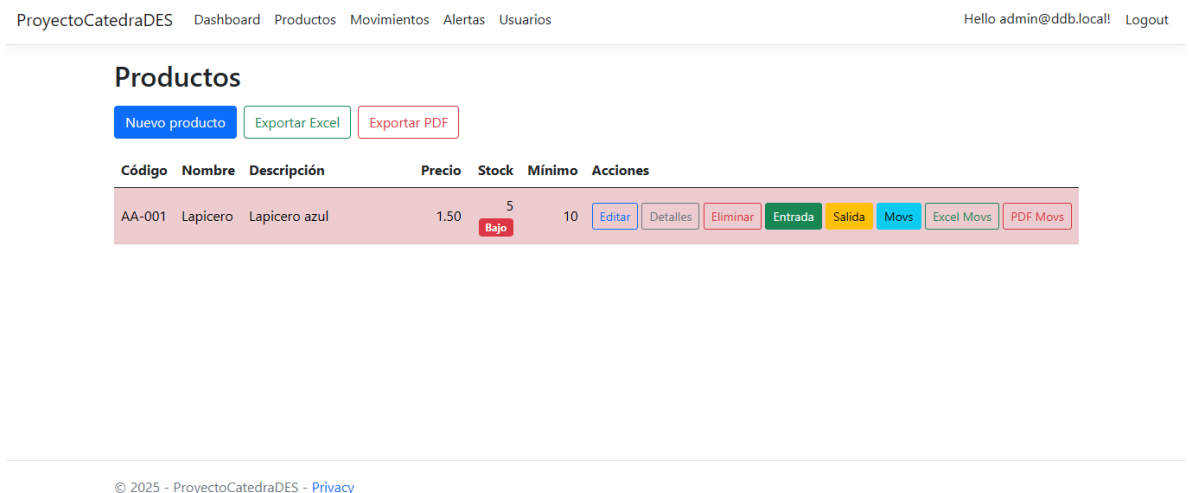 ProyectoCatedraDES Dashboard Productos Movimientos Alertas Usuarios Hello admin@ddb.local! Logout
Productos
Nuevo producto Exportar Excel Exportar PDF
Código Nombre Descripción Precio Stock Mínimo Acciones
AA-001 Lapicero Lapicero azul 1.50 5 Bajo 10 Editar Detalles Eliminar Entrada Salida Movs Excel Movs PDF Movs
© 2025 - ProyectoCatedraDES - Privacy